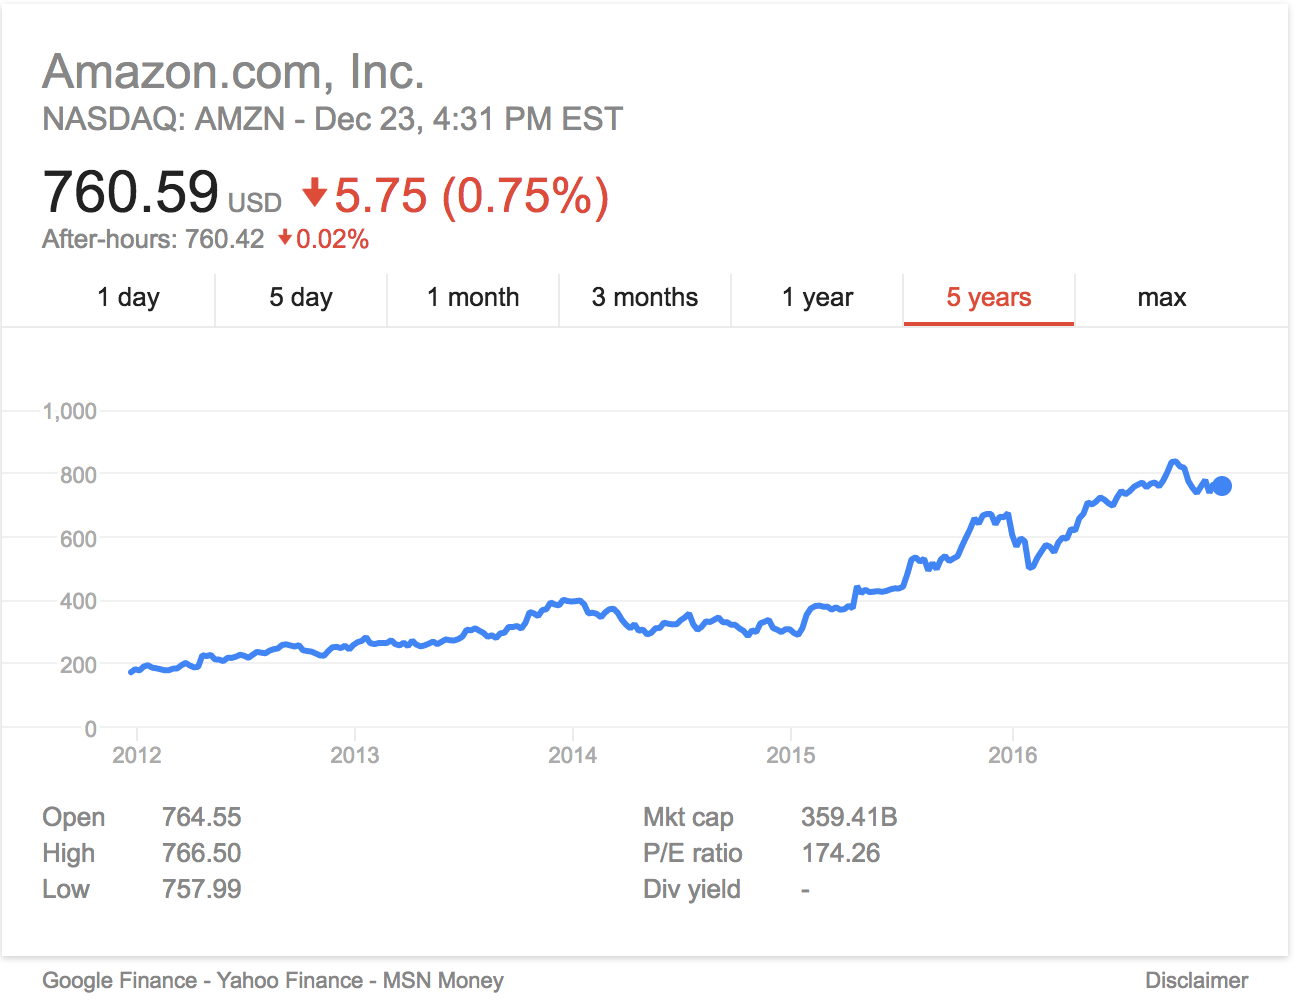 Amazon.com, Inc.
NASDAQ: AMZN - Dec 23, 4:31 PM EST
760.59 USD 5.75 (0.75%)
After-hours: 760.42 0.02%
1 day 5 day 1 month 3 months 1 year 5 years max
1,000
800
600
400
200
0
2012 2013 2014 2015 2016
Open 764.55 Mkt cap 359.41B
High 766.50 P/E ratio 174.26
Low 757.99 Div yield -
Google Finance - Yahoo Finance - MSN Money Disclaimer